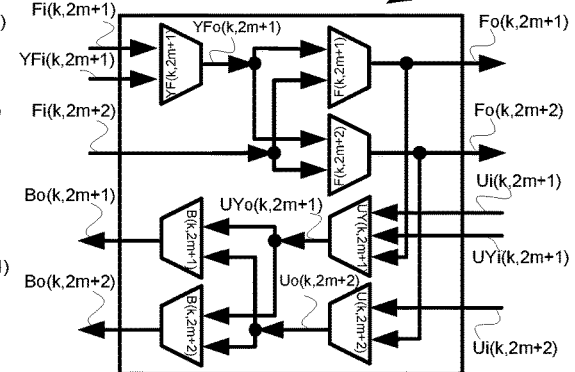 )
Fi(k,2m+1)
YFo(k,2m+1)
Fo(k,2m+1)
YFi(k,2m+1)
YF(k,2m+1)
F(k,2m+1)
Fi(k,2m+2)
Fo(k,2m+2)
F(k,2m+2)
Ui(k,2m+1)
Bo(k,2m+1)
UYo(k,2m+1)
B(k,2m+1)
UY(k,2m+1)
UYi(k,2m+1)
1)
Bo(k,2m+2)
Uo(k,2m+2)
B(k,2m+2)
U(k,2m+2)
Ui(k,2m+2)